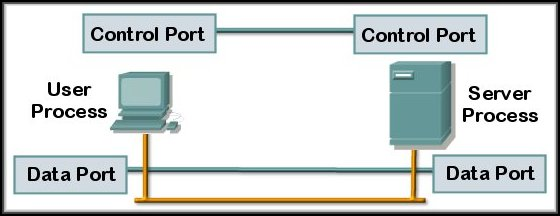 Control Port
Control Port
User
Process
Server
Process
Data Port
Data Port